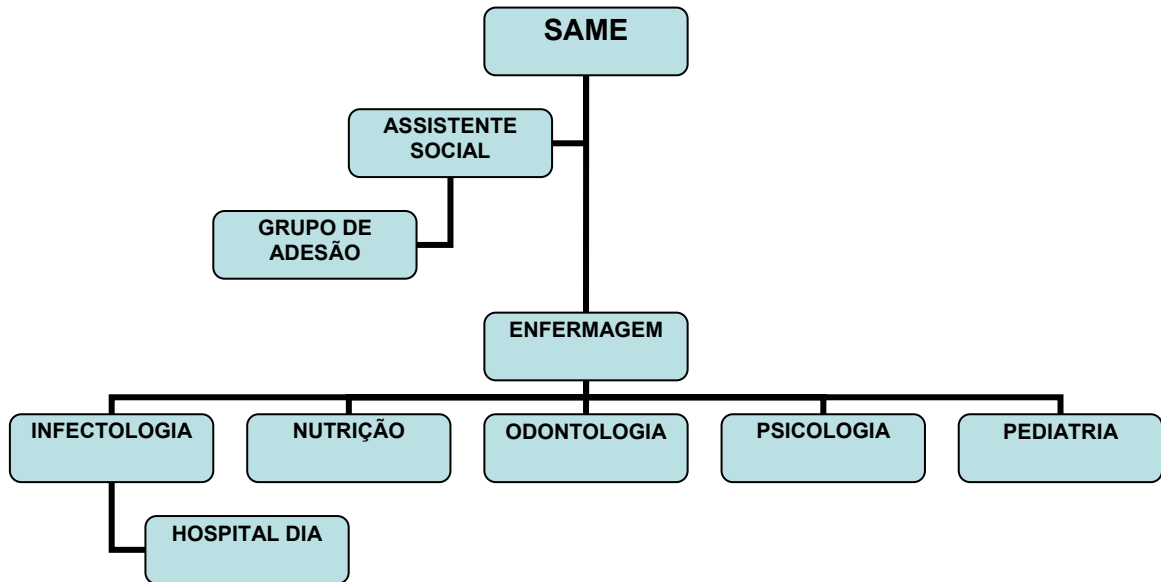 SAME
ASSISTENTE
SOCIAL
GRUPO DE
ADESÃO
ENFERMAGEM
INFECTOLOGIA
NUTRIÇÃO
ODONTOLOGIA
PSICOLOGIA
PEDIATRIA
HOSPITAL DIA